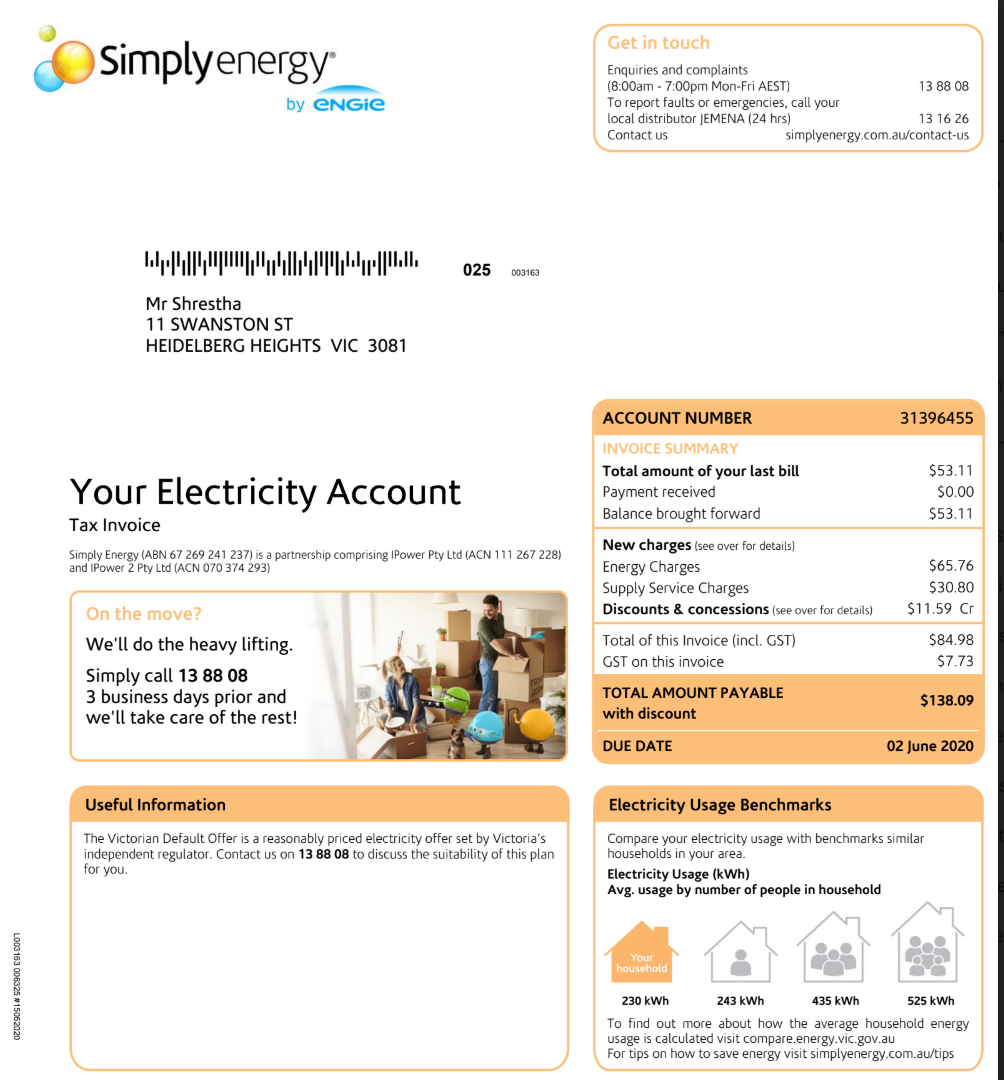 Simply energy®
by ENGIE
Get in touch
Enquiries and complaints
(8:00am - 7:00pm Mon-Fri AEST) 13 88 08
To report faults or emergencies, call your
local distributor JEMENA (24 hrs) 13 16 26
Contact us simplyenergy.com.au/contact-us
025 003163
Mr Shrestha
11 SWANSTON ST
HEIDELBERG HEIGHTS VIC 3081
Your Electricity Account
Tax Invoice
Simply Energy (ABN 67 269 241 237) is a partnership comprising IPower Pty Ltd (ACN 111 267 228)
and IPower 2 Pty Ltd (ACN 070 374 293)
On the move?
We'll do the heavy lifting.
Simply call 13 88 08
3 business days prior and
we'll take care of the rest!
ACCOUNT NUMBER 31396455
INVOICE SUMMARY
Total amount of your last bill $53.11
Payment received $0.00
Balance brought forward $53.11
New charges (see over for details)
Energy Charges $65.76
Supply Service Charges $30.80
Discounts & concessions (see over for details) $11.59 Cr
Total of this Invoice (incl. GST) $84.98
GST on this invoice $7.73
TOTAL AMOUNT PAYABLE
with discount $138.09
DUE DATE 02 June 2020
Useful Information
The Victorian Default Offer is a reasonably priced electricity offer set by Victoria's
independent regulator. Contact us on 13 88 08 to discuss the suitability of this plan
for you.
Electricity Usage Benchmarks
Compare your electricity usage with benchmarks similar
households in your area.
Electricity Usage (kWh)
Avg. usage by number of people in household
Your
household
230 kWh 243 kWh 435 kWh 525 kWh
To find out more about how the average household energy
usage is calculated visit compare.energy.vic.gov.au
For tips on how to save energy visit simplyenergy.com.au/tips
L003163 006325 #15052020